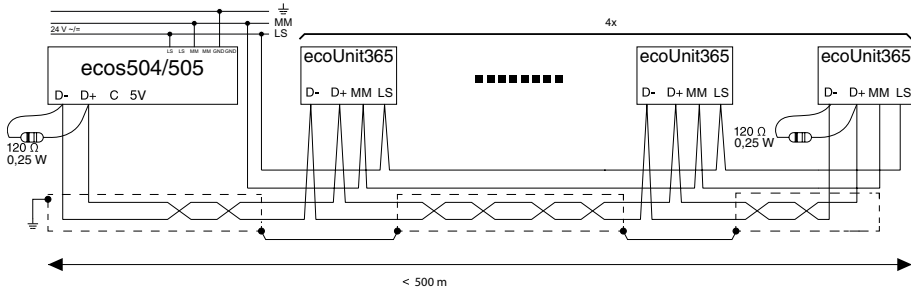 ⏚
MM
24 V ~/=
LS
4x
LS LS MM MM GND GND
ecos504/505
D- D+ C 5V
ecoUnit365
D- D+ MM LS
ecoUnit365
D- D+ MM LS
ecoUnit365
D- D+ MM LS
120 Ω
0,25 W
120 Ω
0,25 W
< 500 m